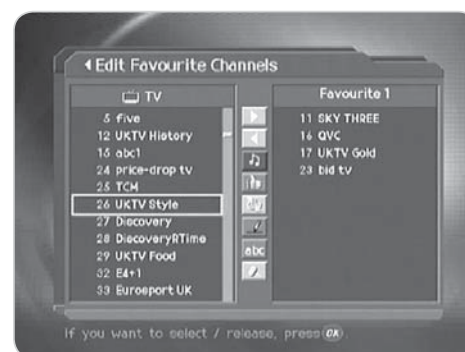 Edit Favourite Channels
TV
5 five
12 UKTV History
15 abc1
24 price-drop tv
25 TCM
26 UKTV Style
27 Discovery
28 DiscoveryRTime
29 UKTV Food
32 E4+1
33 Eurosport UK
abc
Favourite 1
11 SKY THREE
16 QVC
17 UKTV Gold
23 bid tv
If you want to select / release, press OK.